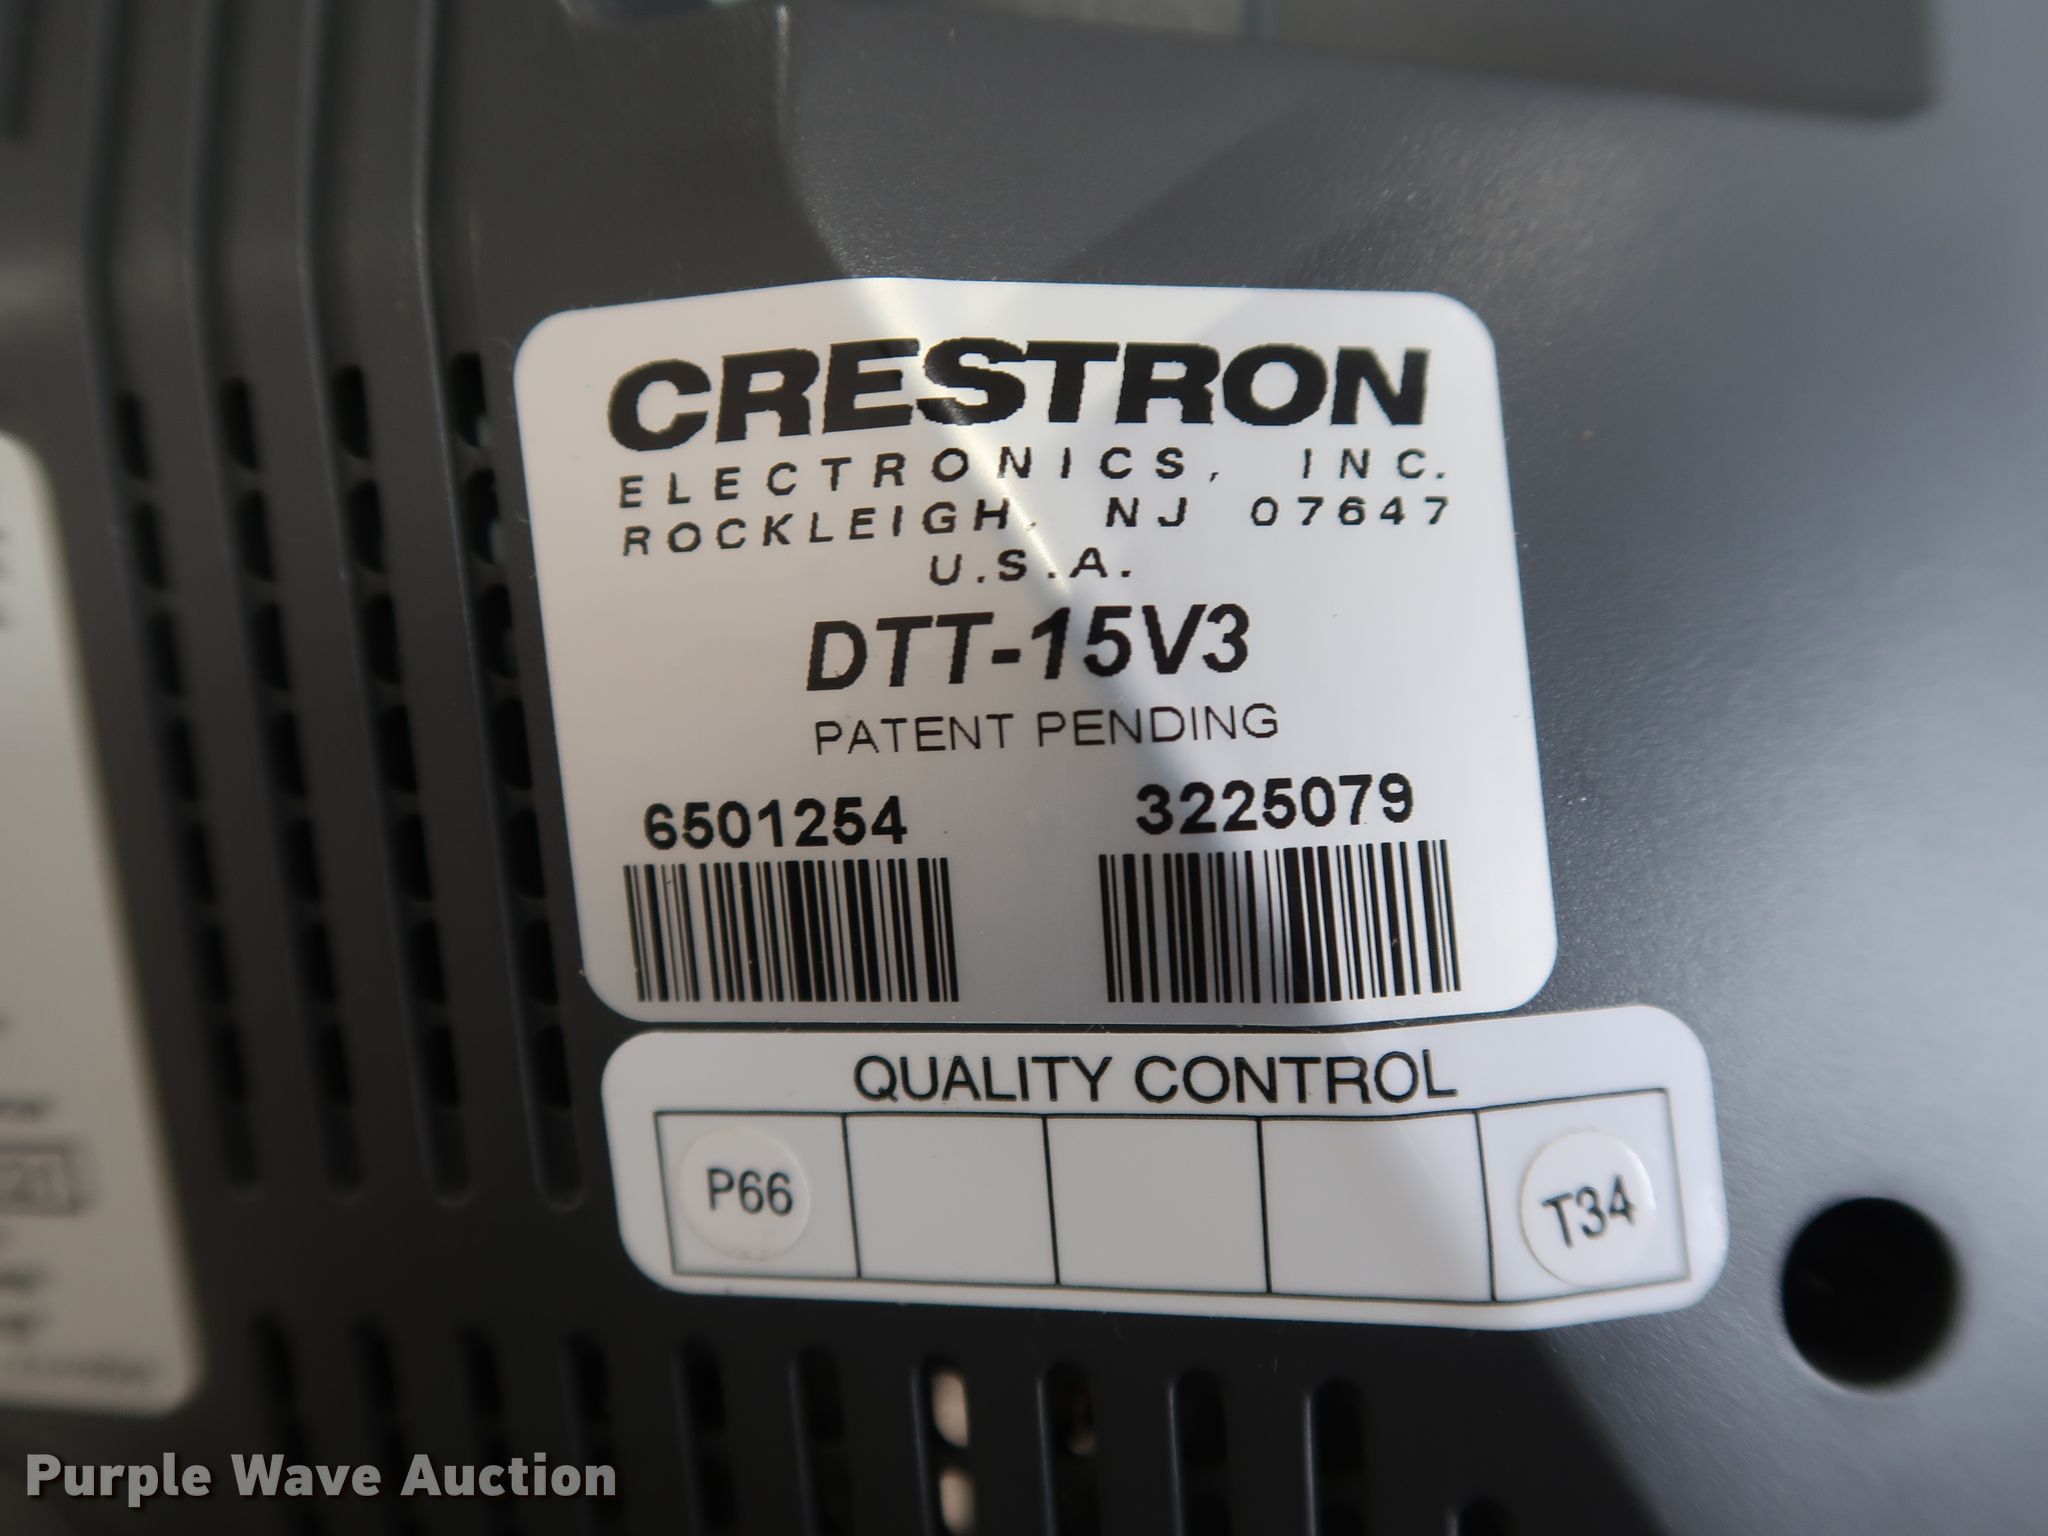 CRESTRON
ELECTRONICS, INC.
ROCKLEIGH, NJ 07647
U.S.A.
DTT-15V3
PATENT PENDING
6501254 3225079
QUALITY CONTROL
P66 T34
Purple Wave Auction